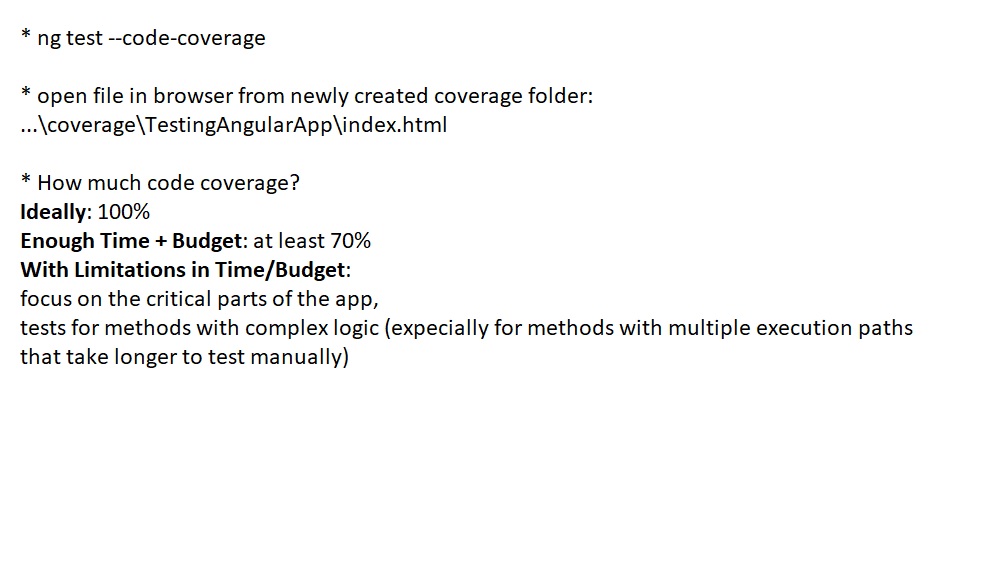 * ng test --code-coverage
* open file in browser from newly created coverage folder:
...\coverage\TestingAngularApp\index.html
* How much code coverage?
Ideally: 100%
Enough Time + Budget: at least 70%
With Limitations in Time/Budget:
focus on the critical parts of the app,
tests for methods with complex logic (expecially for methods with multiple execution paths
that take longer to test manually)